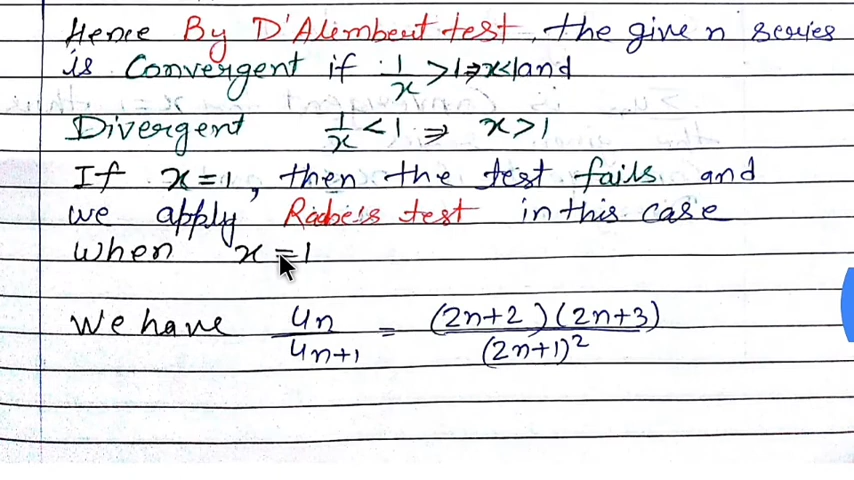 Hence By D'Alembert test, the given series
is Convergent if 1/x > 1 ⇒ x < 1 and
Divergent 1/x < 1 ⇒ x > 1
If x = 1, then the test fails and
we apply Rabe's test in this case
when x = 1
We have un/un+1 = (2n+2)(2n+3)/(2n+1)²